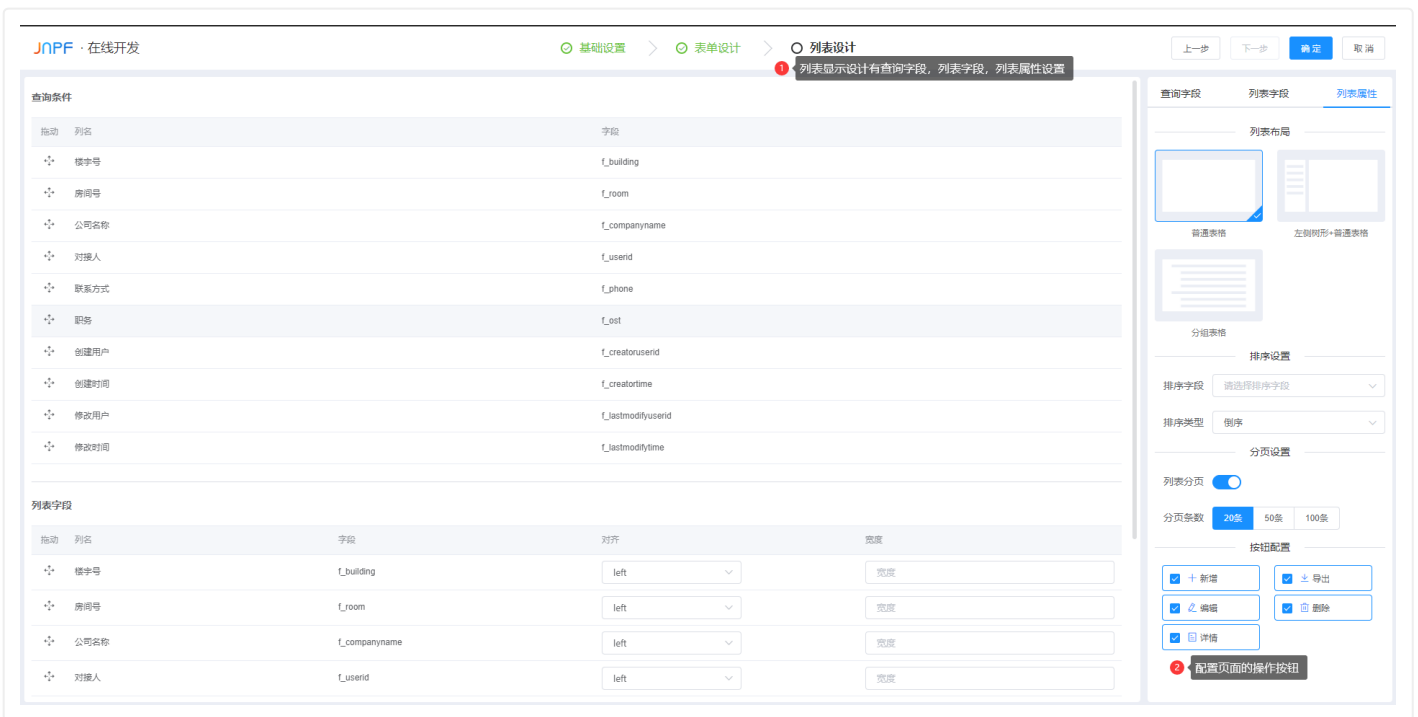 JNPF · 在线开发
基础设置
表单设计
列表设计
上一步
下一步
确定
取消
1 列表显示设计有查询字段，列表字段，列表属性设置
查询条件
拖动 列名 字段
楼宇号 f_building
房间号 f_room
公司名称 f_companyname
对接人 f_userid
联系方式 f_phone
职务 f_ost
创建用户 f_creatoruserid
创建时间 f_creatortime
修改用户 f_lastmodifyuserid
修改时间 f_lastmodifytime
列表字段
拖动 列名 字段 对齐 宽度
楼宇号 f_building left 宽度
房间号 f_room left 宽度
公司名称 f_companyname left 宽度
对接人 f_userid left 宽度
查询字段 列表字段 列表属性
列表布局
普通表格 左侧树形+普通表格
分组表格
排序设置
排序字段 请选择排序字段
排序类型 倒序
分页设置
列表分页
分页条数 20条 50条 100条
按钮配置
新增 导出
编辑 删除
详情
2 配置页面的操作按钮